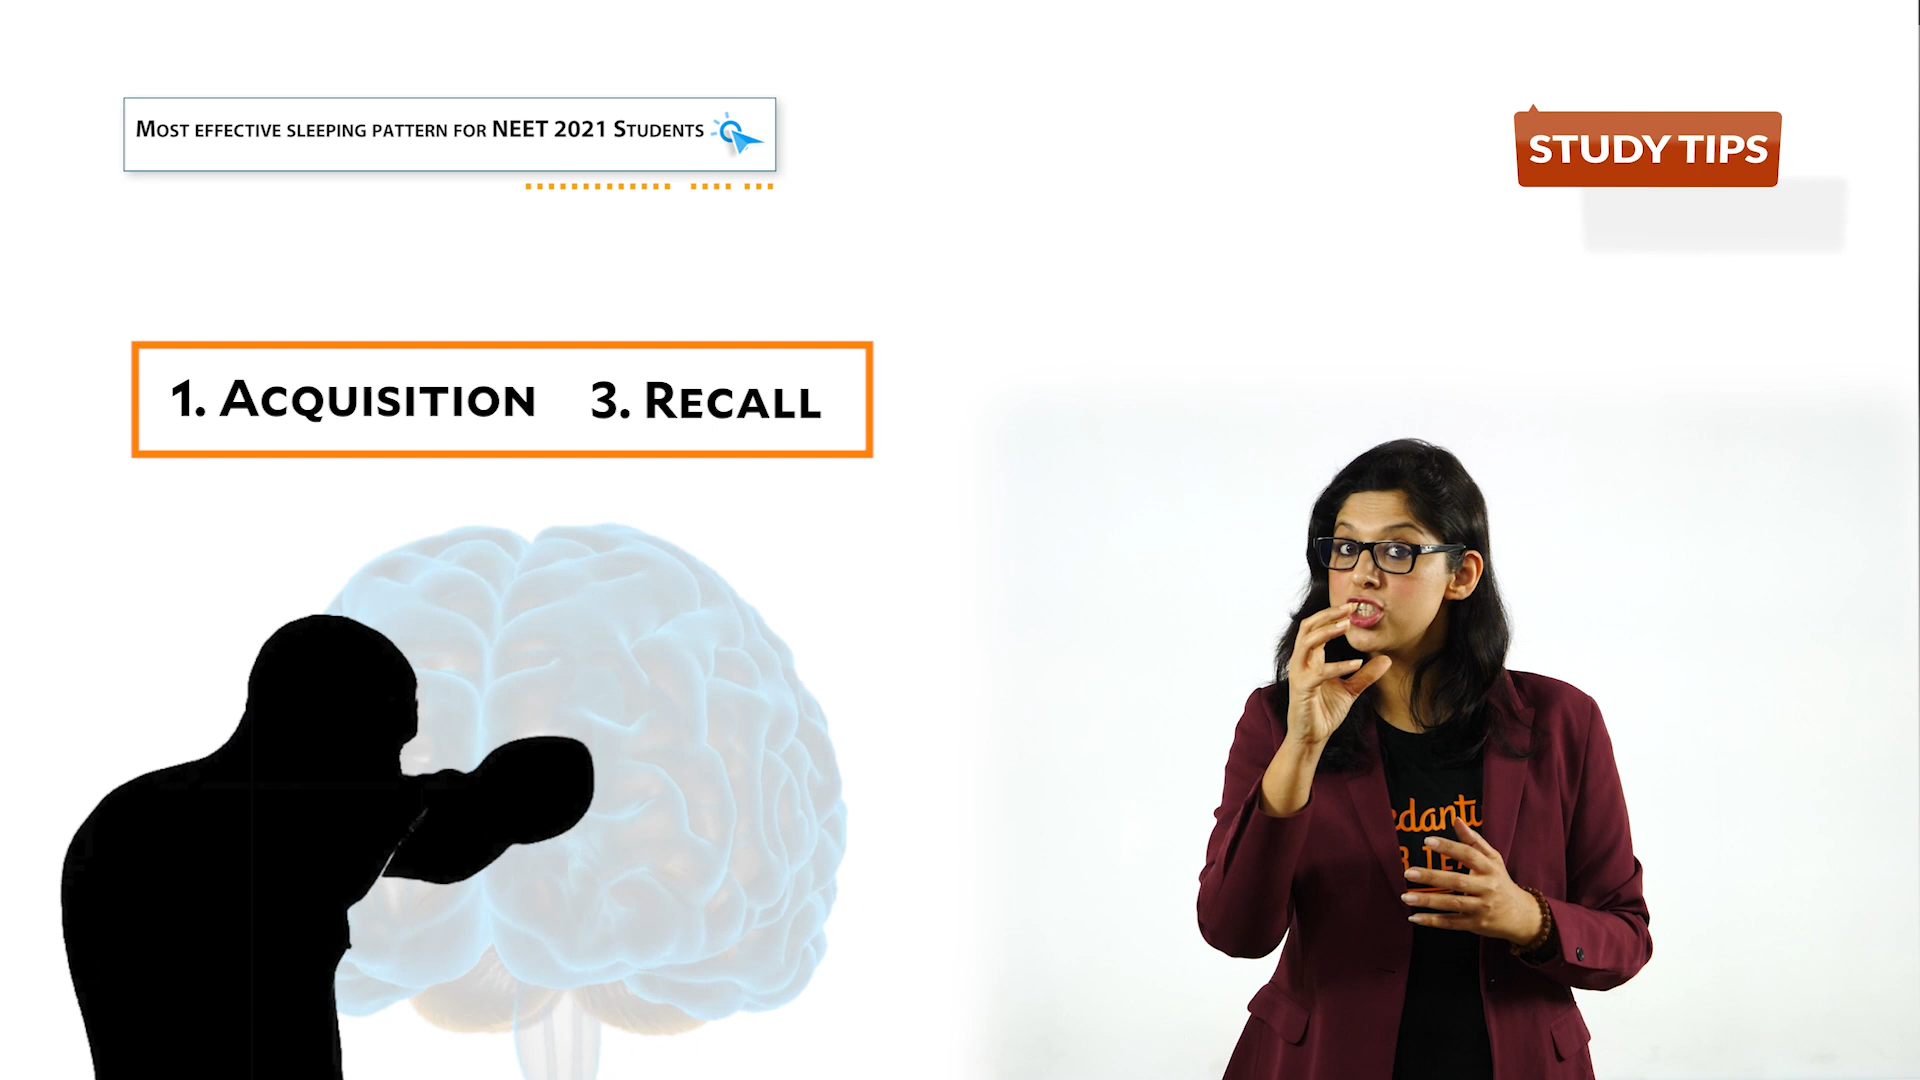 Most effective sleeping pattern for NEET 2021 Students
STUDY TIPS
1. Acquisition 3. Recall